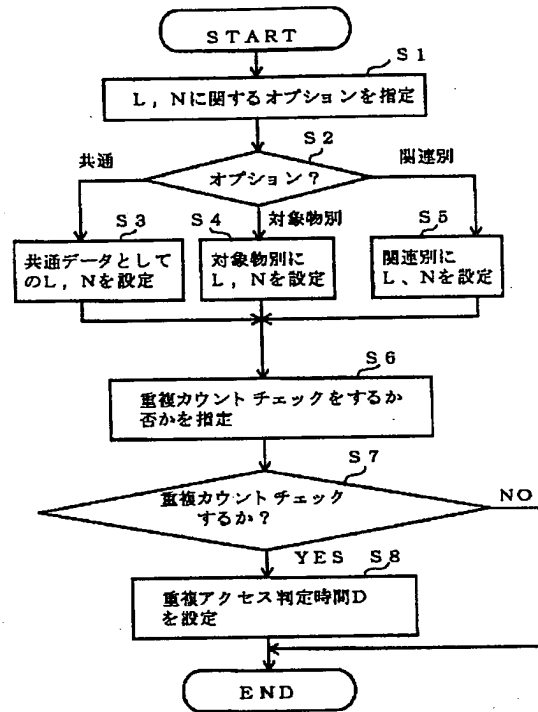 START
S1
L，Nに関するオプションを指定
S2
共通
関連別
オプション？
S3
S4
対象物別
S5
共通データとして
のL，Nを設定
対象物別に
L，Nを設定
関連別に
L、Nを設定
S6
重複カウントチェックをするか
否かを指定
S7
重複カウントチェック
するか？
NO
YES
S8
重複アクセス判定時間D
を設定
END